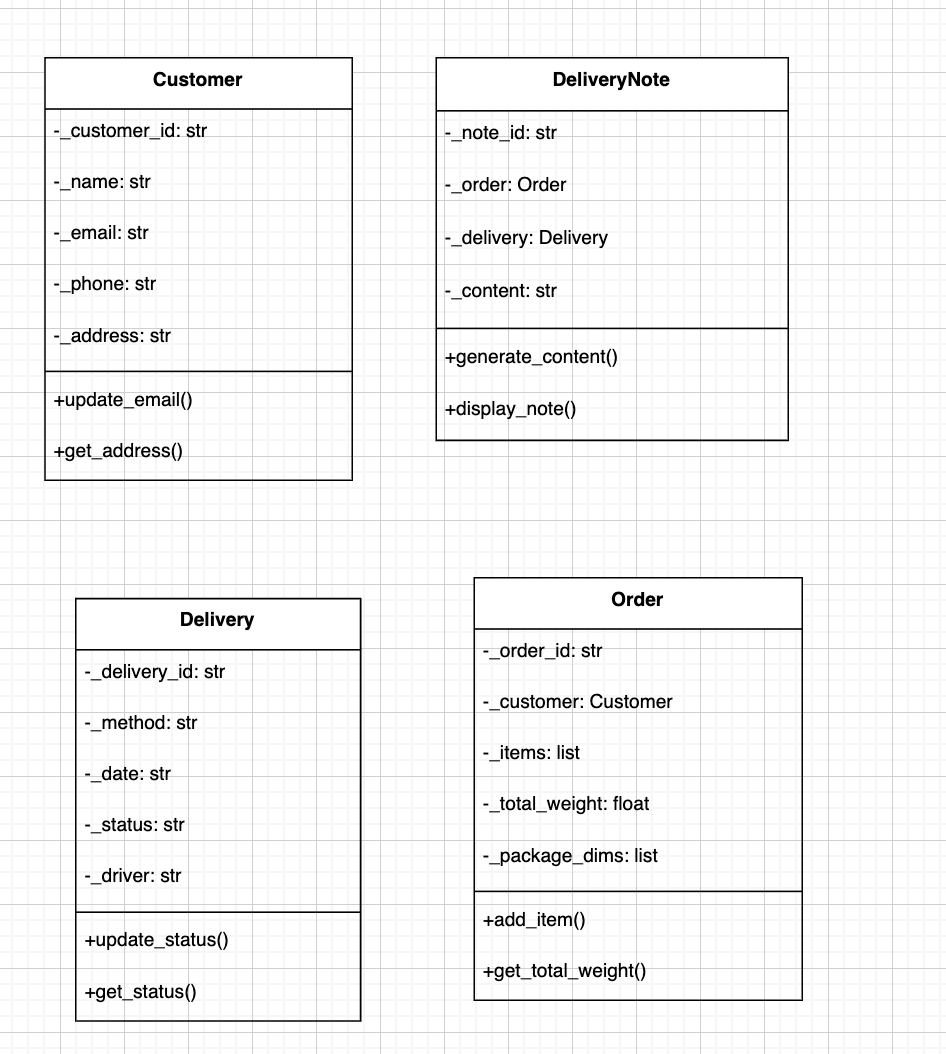 Customer
-_customer_id: str
-_name: str
-_email: str
-_phone: str
-_address: str
+update_email()
+get_address()
DeliveryNote
-_note_id: str
-_order: Order
-_delivery: Delivery
-_content: str
+generate_content()
+display_note()
Delivery
-_delivery_id: str
-_method: str
-_date: str
-_status: str
-_driver: str
+update_status()
+get_status()
Order
-_order_id: str
-_customer: Customer
-_items: list
-_total_weight: float
-_package_dims: list
+add_item()
+get_total_weight()